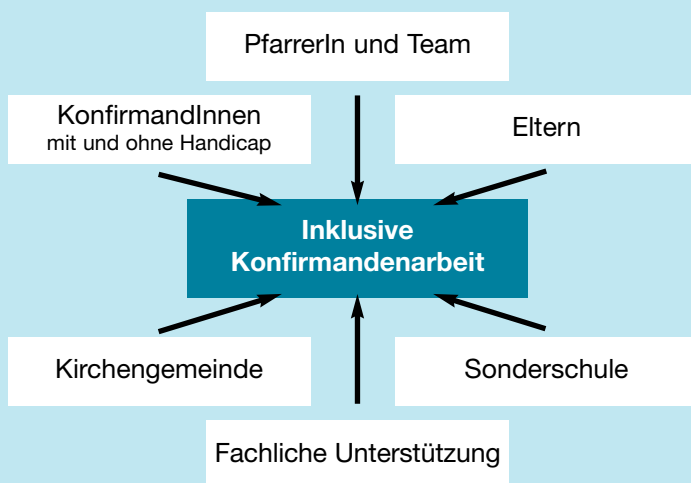 PfarrerIn und Team
KonfirmandInnen
mit und ohne Handicap
Eltern
Inklusive
Konfirmandenarbeit
Kirchengemeinde
Sonderschule
Fachliche Unterstützung